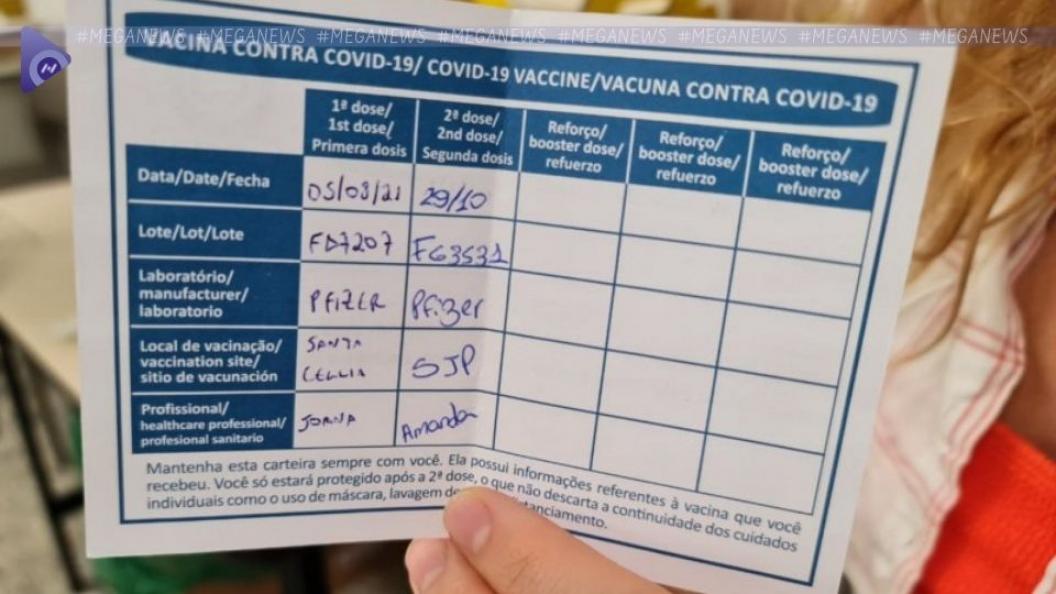 #MEGANEWS #MEGANEWS #MEGANEWS #MEGANEWS #MEGANEWS #MEGANEWS #MEGANEWS #MEGANEWS
VACINA CONTRA COVID-19/ COVID-19 VACCINE/VACUNA CONTRA COVID-19
1ª dose/
1st dose/
Primera dosis
2ª dose/
2nd dose/
Segunda dosis
Reforço/
booster dose/
refuerzo
Reforço/
booster dose/
refuerzo
Reforço/
booster dose/
refuerzo
Data/Date/Fecha
05/08/21
29/10
Lote/Lot/Lote
FD7207
FG3531
Laboratório/
manufacturer/
laboratorio
PFIZER
Pfizer
Local de vacinação/
vaccination site/
sitio de vacunación
SANTA
SJP
Profissional/
healthcare professional/
profesional sanitario
Amanda
Mantenha esta carteira sempre com você. Ela possui informações referentes à vacina que você
recebeu. Você só estará protegido após a 2ª dose, o que não descarta a continuidade dos cuidados
individuais como o uso de máscara, lavagem de